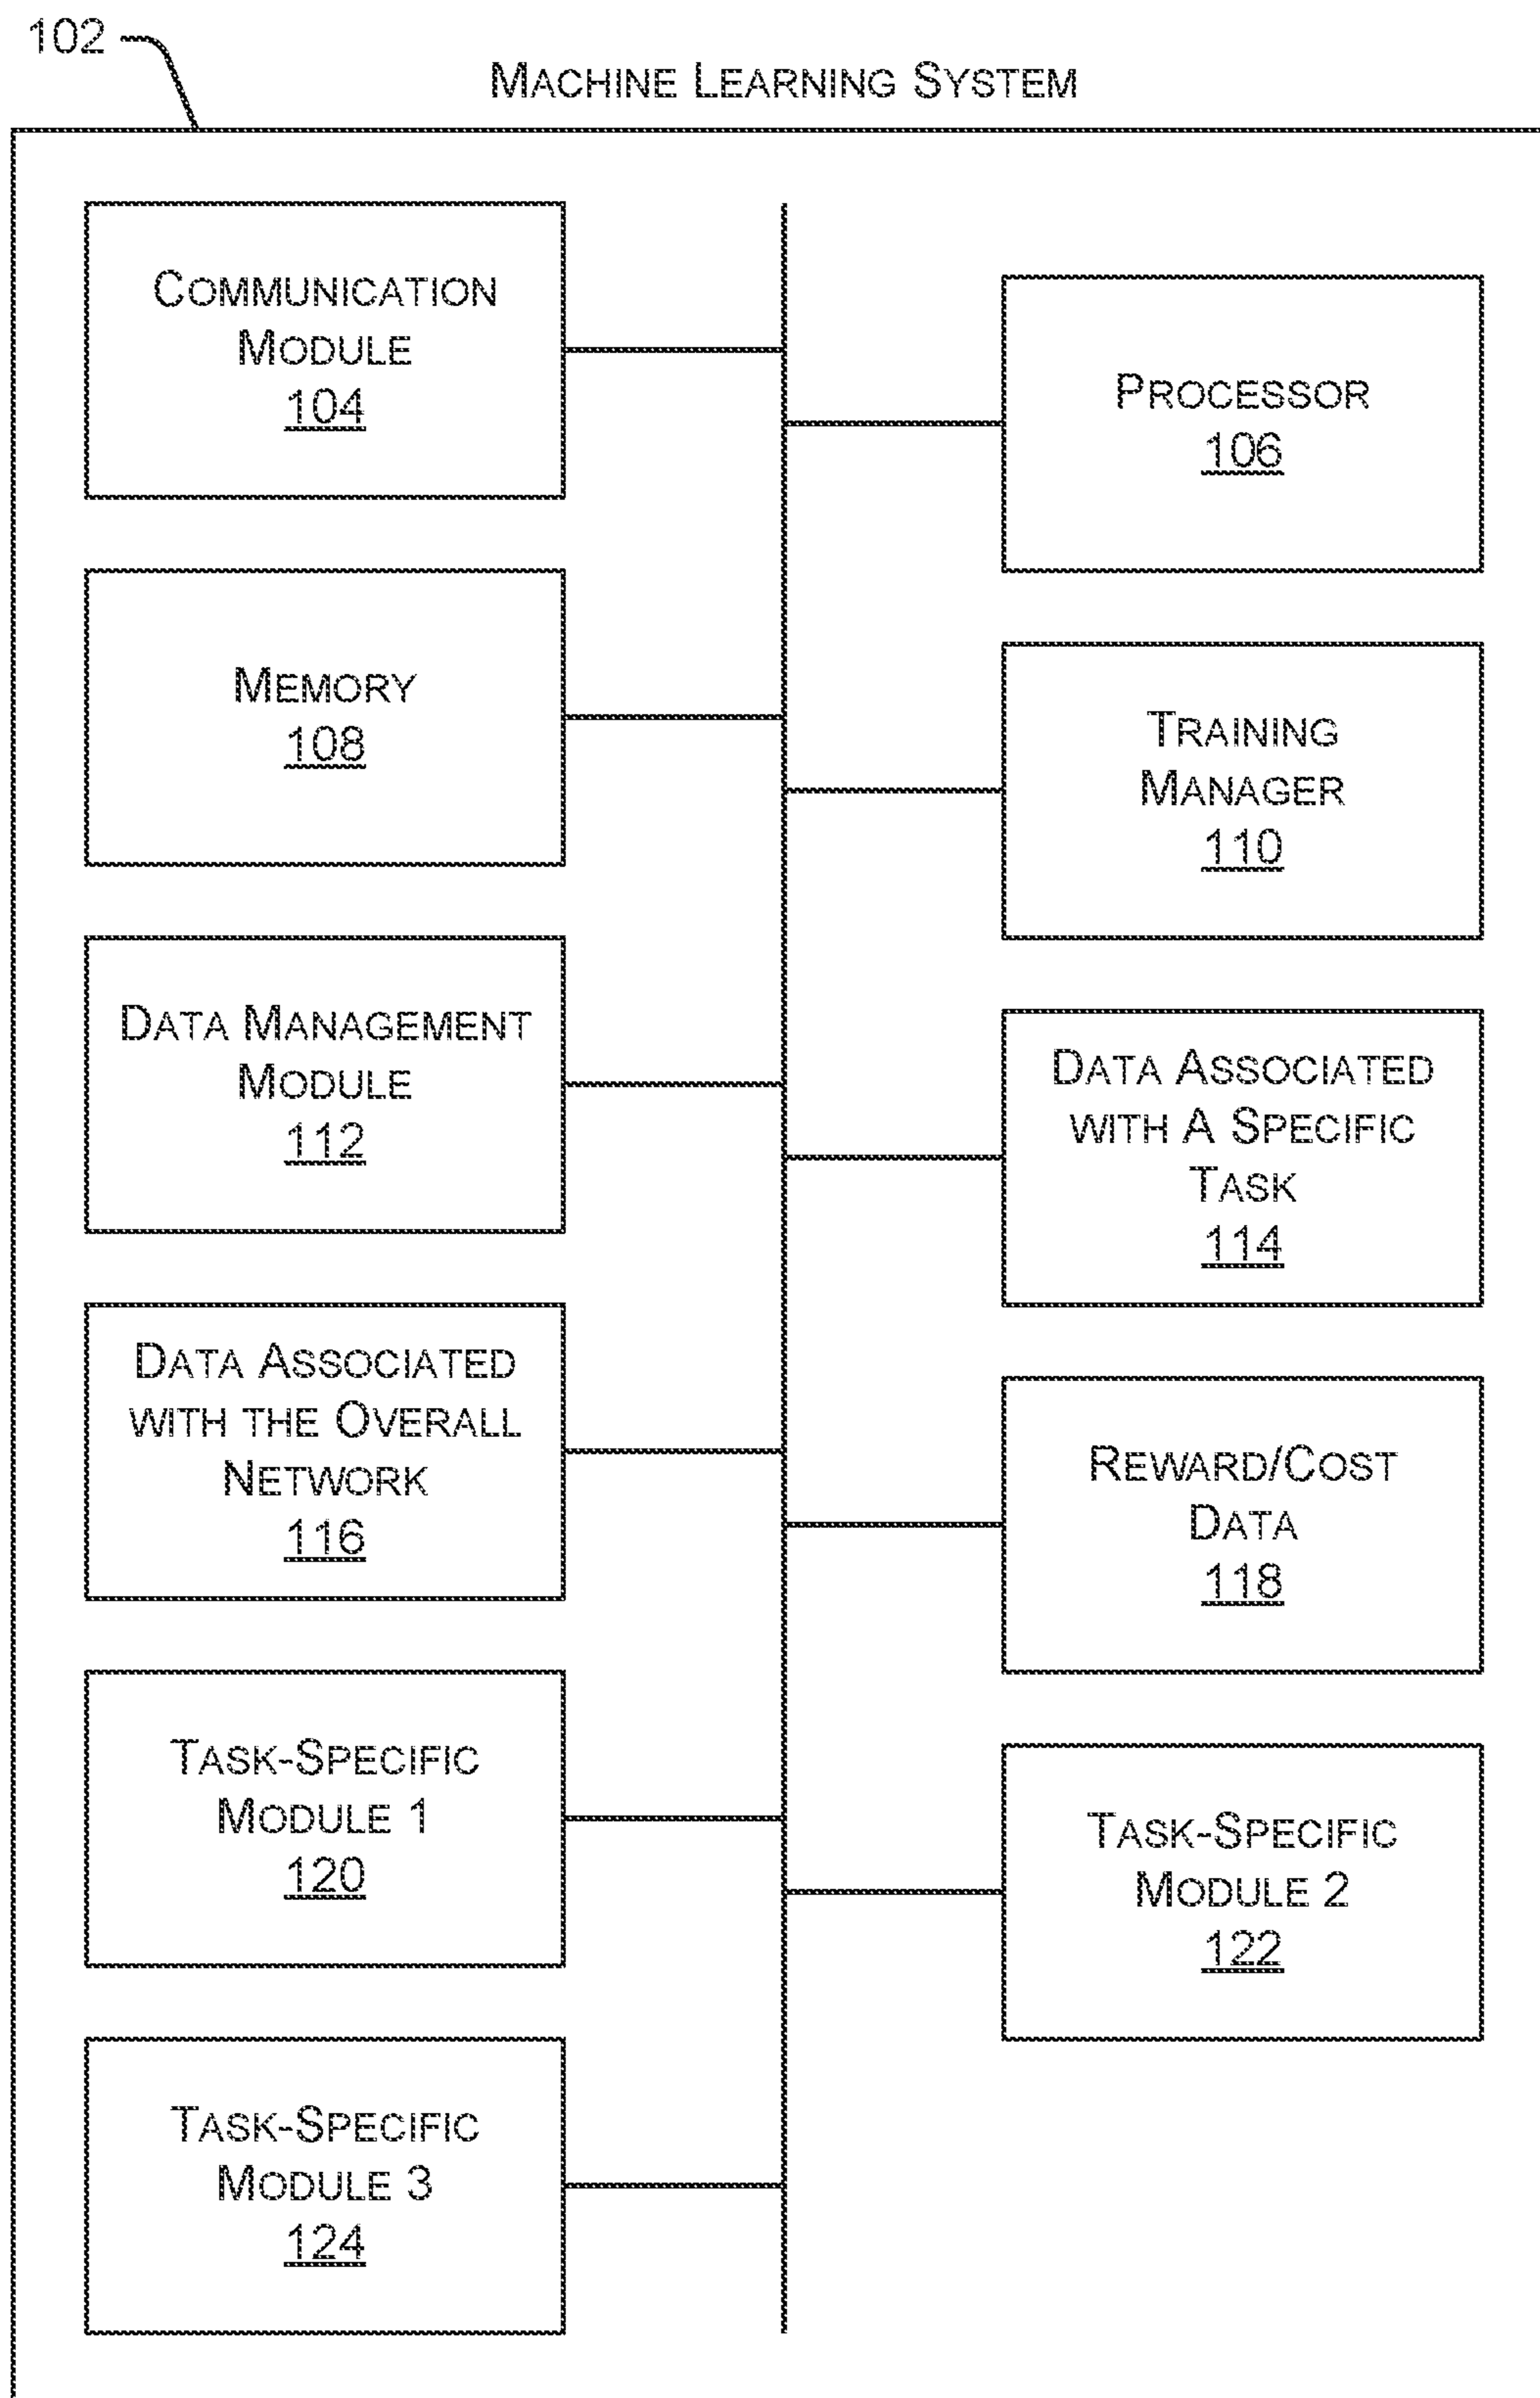 102
MACHINE LEARNING SYSTEM
COMMUNICATION
MODULE
104
PROCESSOR
106
MEMORY
108
TRAINING
MANAGER
110
DATA MANAGEMENT
MODULE
112
DATA ASSOCIATED
WITH A SPECIFIC
TASK
114
DATA ASSOCIATED
WITH THE OVERALL
NETWORK
116
REWARD/COST
DATA
118
TASK-SPECIFIC
MODULE 1
120
TASK-SPECIFIC
MODULE 2
122
TASK-SPECIFIC
MODULE 3
124